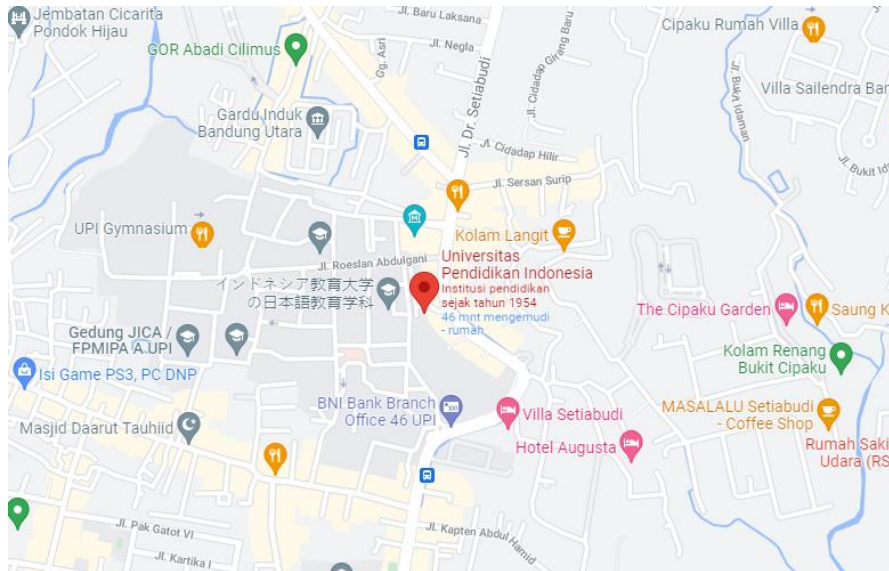 Jembatan Cicarita
Pondok Hijau
Jl. Baru Laksana
Cipaku Rumah Villa
GOR Abadi Cilimus
Gg. Asri
Jl. Negla
Jl. Cidadap Girang Baru
Jl. Bukit Idaman
Villa Sailendra Ban
Gardu Induk
Bandung Utara
Jl. Dr. Setiabudi
Jl. Cidadap Hilir
Jl. Bukit Ida
Jl. Sersan Surip
UPI Gymnasium
Kolam Langit
Jl. Roeslan Abdulgani
Universitas
Pendidikan Indonesia
Institusi pendidikan
sejak tahun 1954
46 mnt mengemudi
- rumah
インドネシア教育大学
の日本語教育学科
The Cipaku Garden
Saung K
Gedung JICA /
FPMIPA A UPI
Kolam Renang
Bukit Cipaku
Isi Game PS3, PC DNP
BNI Bank Branch
Office 46 UPI
Villa Setiabudi
MASALALU Setiabudi
- Coffee Shop
Masjid Daarut Tauhiid
Hotel Augusta
Rumah Saki
Udara (RS
Jl. Pak Gatot VI
Jl. Kapten Abdul Hamid
Jl. Kartika I